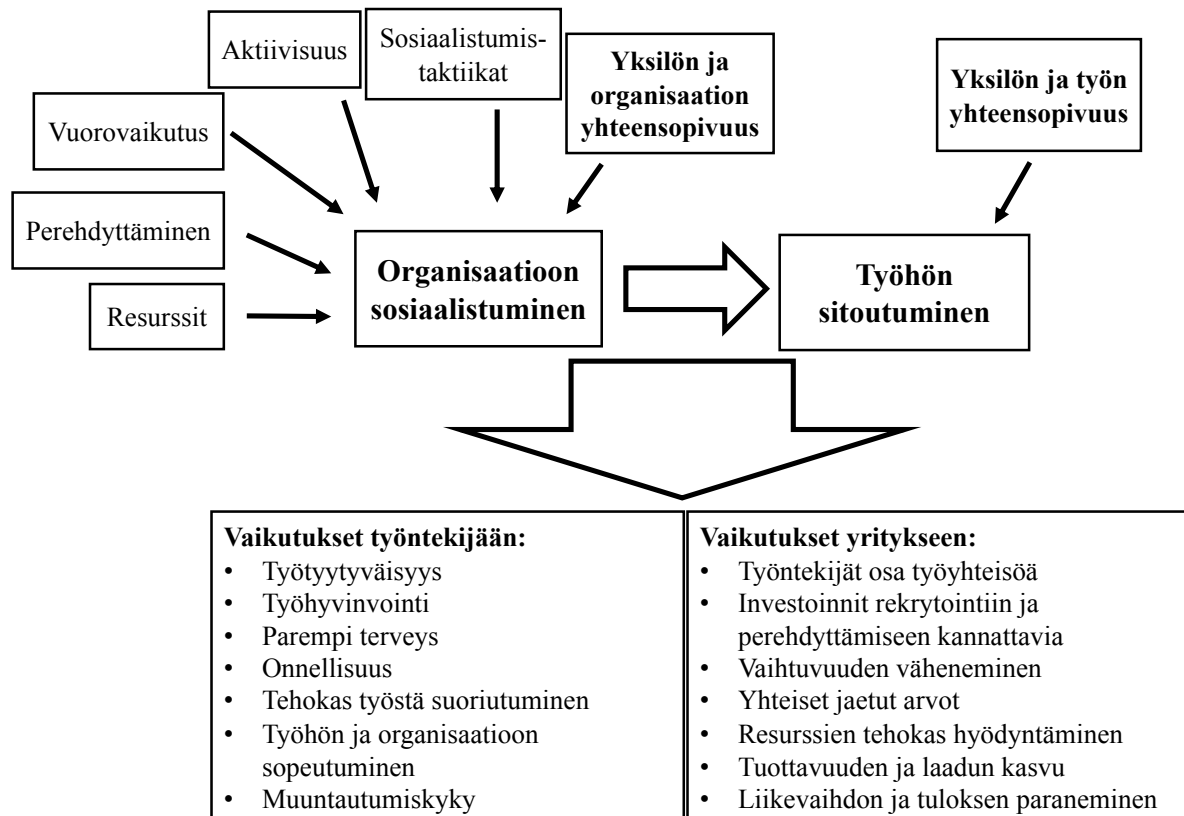 Aktiivisuus
Sosiaalistumis-
taktiikat
Yksilön ja
organisaation
yhteensopivuus
Yksilön ja työn
yhteensopivuus
Vuorovaikutus
Perehdyttäminen
Resurssit
Organisaatioon
sosiaalistuminen
Työhön
sitoutuminen
Vaikutukset työntekijään:
• Työtyytyväisyys
• Työhyvinvointi
• Parempi terveys
• Onnellisuus
• Tehokas työstä suoriutuminen
• Työhön ja organisaatioon
sopeutuminen
• Muuntautumiskyky
Vaikutukset yritykseen:
• Työntekijät osa työyhteisöä
• Investoinnit rekrytointiin ja
perehdyttämiseen kannattavia
• Vaihtuvuuden väheneminen
• Yhteiset jaetut arvot
• Resurssien tehokas hyödyntäminen
• Tuottavuuden ja laadun kasvu
• Liikevaihdon ja tuloksen paraneminen